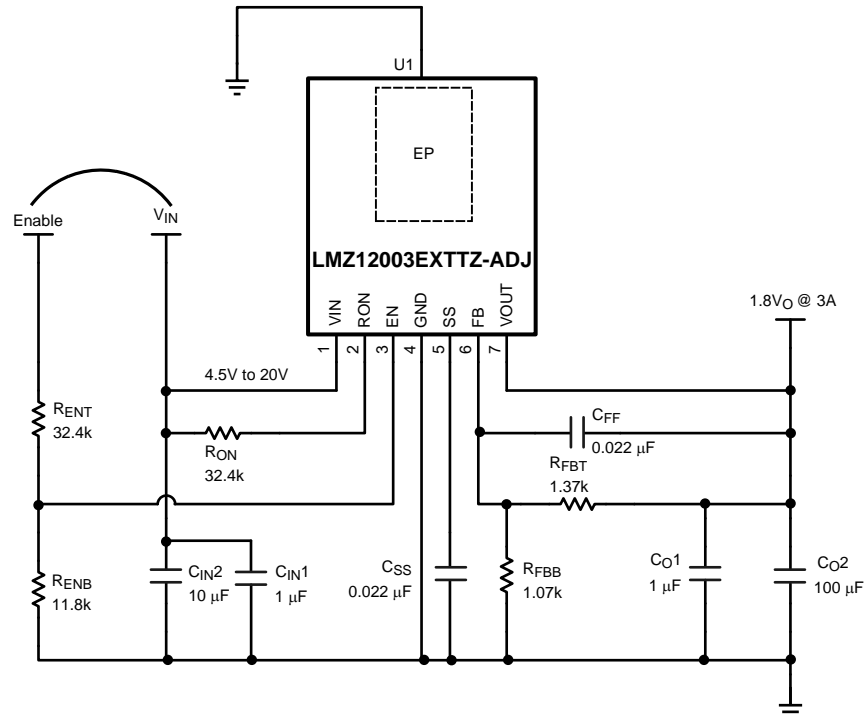 U1
EP
Enable
VIN
LMZ12003EXTTZ-ADJ
VIN
RON
EN
GND
SS
FB
VOUT
1
2
3
4
5
6
7
1.8VO @ 3A
4.5V to 20V
RENT
32.4k
RON
32.4k
CFF
0.022 μF
RFBT
1.37k
RENB
11.8k
CIN2
10 μF
CIN1
1 μF
CSS
0.022 μF
RFBB
1.07k
CO1
1 μF
CO2
100 μF